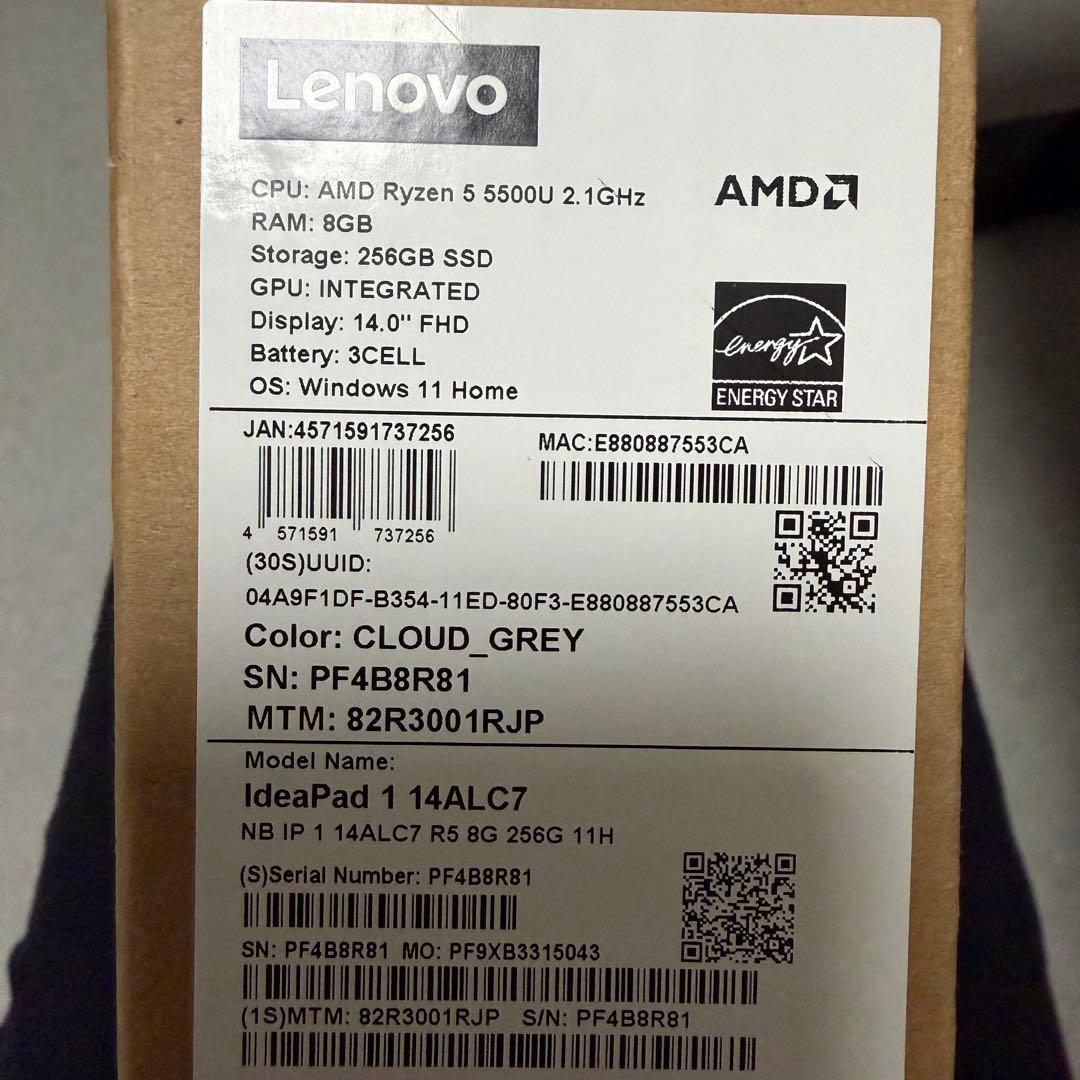 Lenovo
CPU: AMD Ryzen 5 5500U 2.1GHz
AMD
RAM: 8GB
Storage: 256GB SSD
GPU: INTEGRATED
Display: 14.0'' FHD
Battery: 3CELL
OS: Windows 11 Home
energy
ENERGY STAR
JAN:4571591737256
MAC:E880887553CA
4 571591 737256
(30S)UUID:
04A9F1DF-B354-11ED-80F3-E880887553CA
Color: CLOUD_GREY
SN: PF4B8R81
MTM: 82R3001RJP
Model Name:
IdeaPad 1 14ALC7
NB IP 1 14ALC7 R5 8G 256G 11H
(S)Serial Number: PF4B8R81
SN: PF4B8R81 MO: PF9XB3315043
(1S)MTM: 82R3001RJP S/N: PF4B8R81